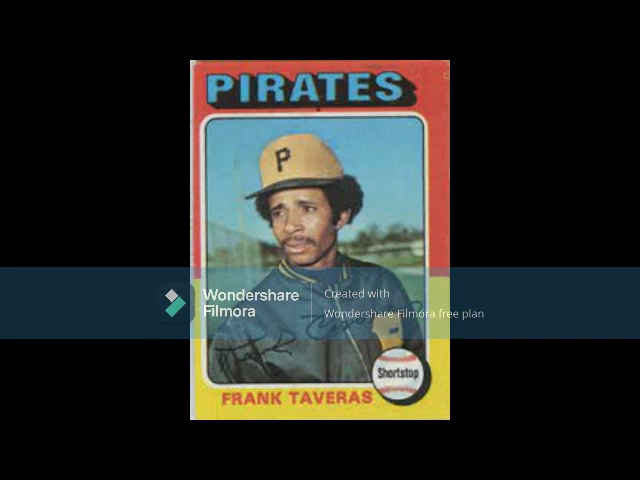 PIRATES
P
Wondershare
Filmora
Created with
Wondershare Filmora free plan
Shortstop
FRANK TAVERAS